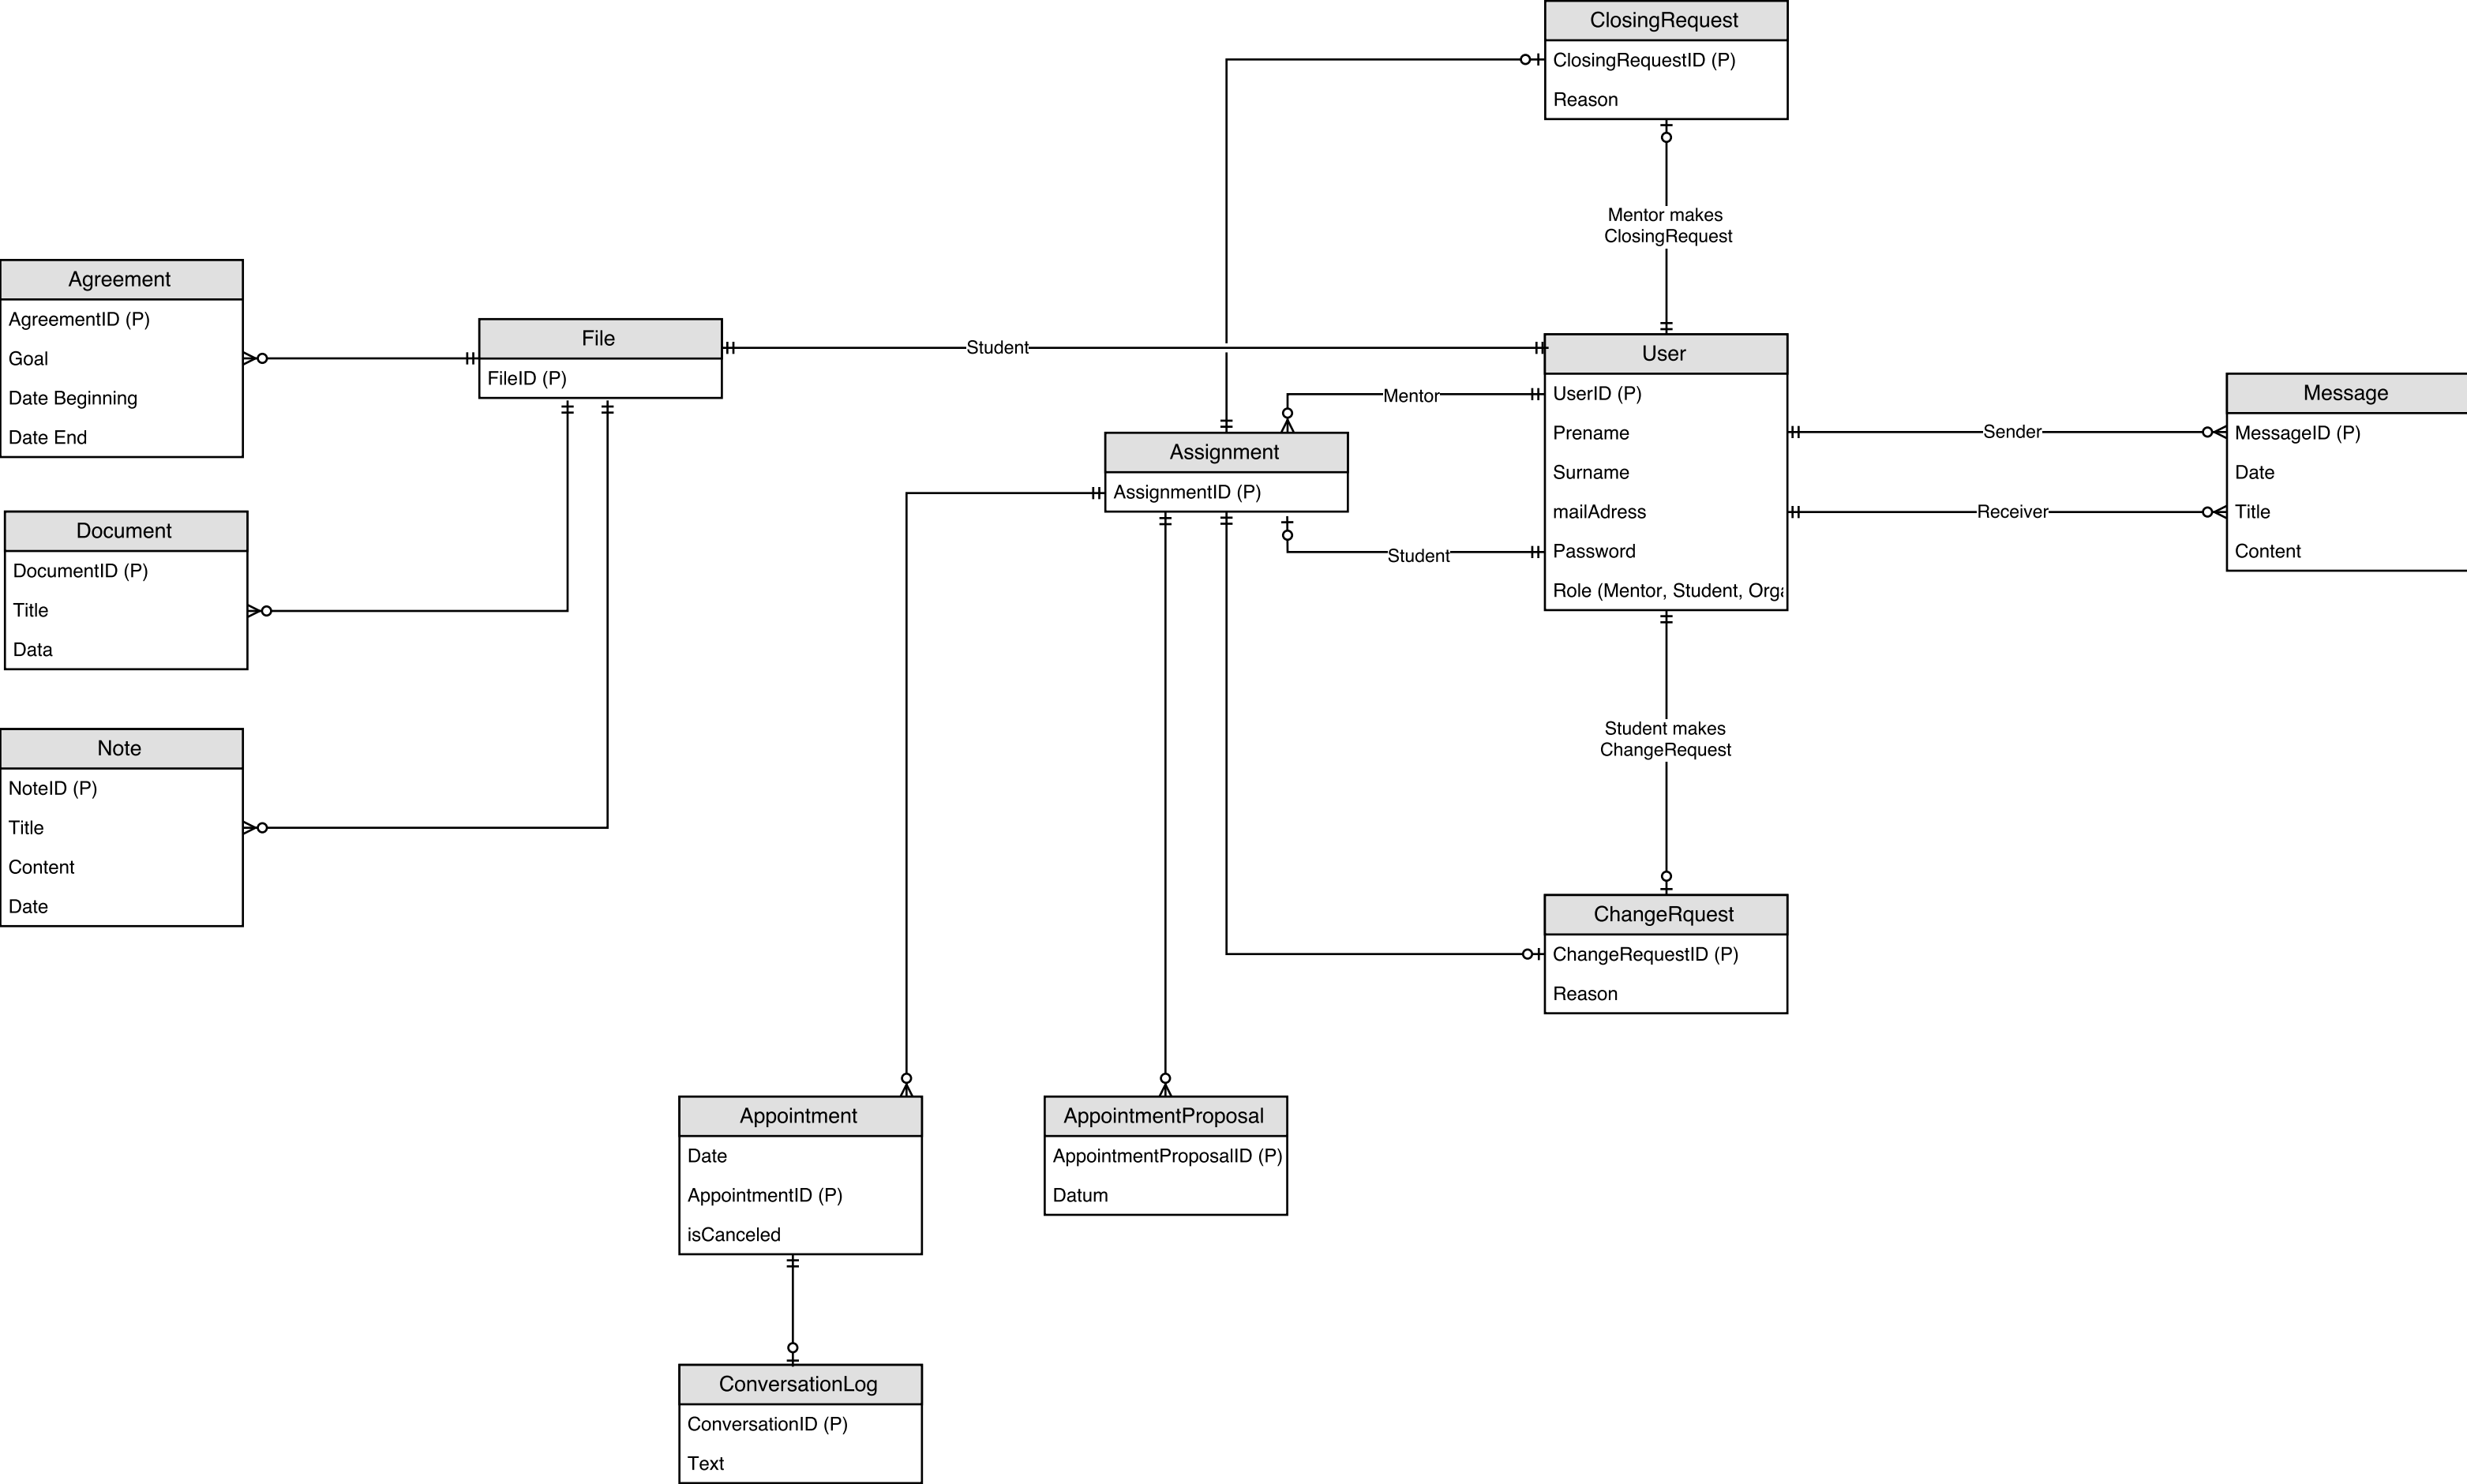 ClosingRequest
ClosingRequestID (P)
Reason
Mentor makes
ClosingRequest
Agreement
AgreementID (P)
Goal
Date Beginning
Date End
File
FileID (P)
Student
User
UserID (P)
Prename
Surname
mailAdress
Password
Role (Mentor, Student, Orga
Mentor
Assignment
AssignmentID (P)
Student
Sender
Receiver
Message
MessageID (P)
Date
Title
Content
Document
DocumentID (P)
Title
Data
Note
NoteID (P)
Title
Content
Date
Student makes
ChangeRequest
ChangeRquest
ChangeRequestID (P)
Reason
Appointment
Date
AppointmentID (P)
isCanceled
AppointmentProposal
AppointmentProposalID (P)
Datum
ConversationLog
ConversationID (P)
Text